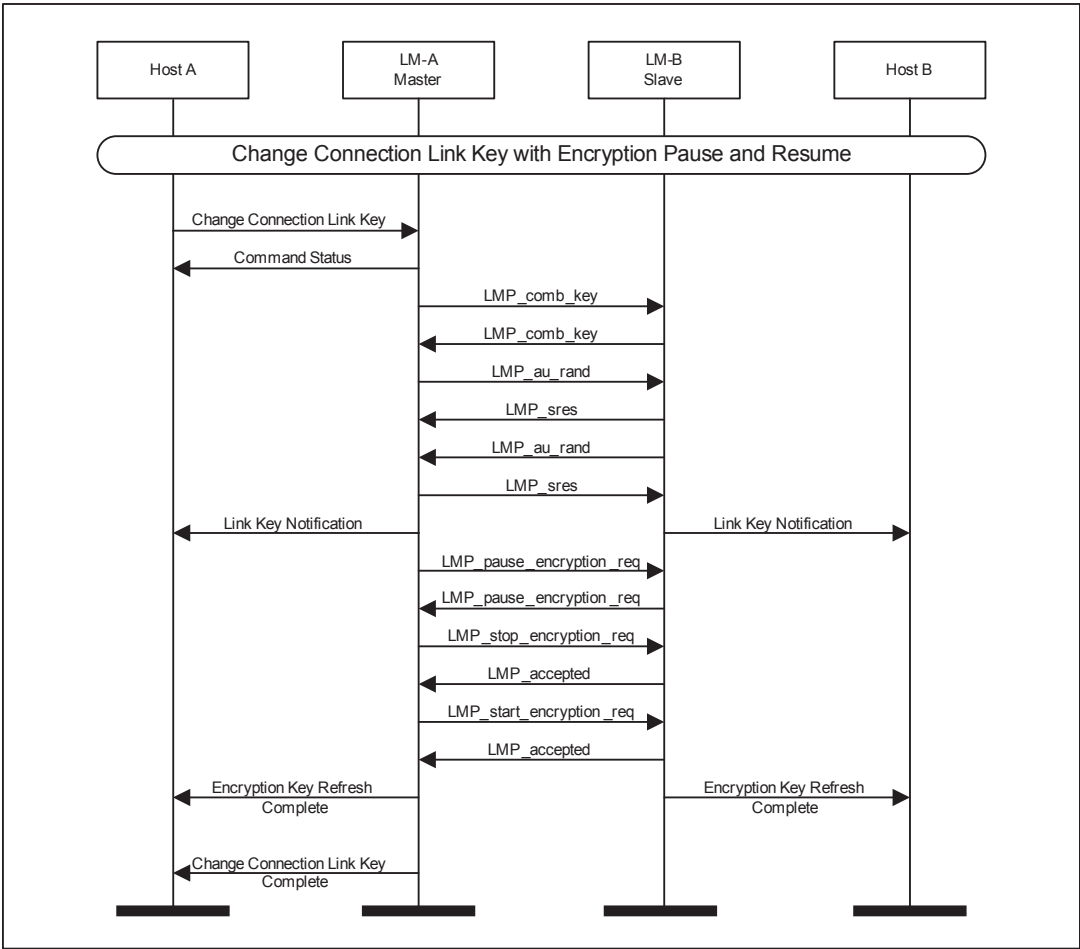 Host A
LM-A
Master
LM-B
Slave
Host B
Change Connection Link Key with Encryption Pause and Resume
Change Connection Link Key
Command Status
LMP_comb_key
LMP_comb_key
LMP_au_rand
LMP_sres
LMP_au_rand
LMP_sres
Link Key Notification
Link Key Notification
LMP_pause_encryption_req
LMP_pause_encryption_req
LMP_stop_encryption_req
LMP_accepted
LMP_start_encryption_req
LMP_accepted
Encryption Key Refresh
Complete
Encryption Key Refresh
Complete
Change Connection Link Key
Complete